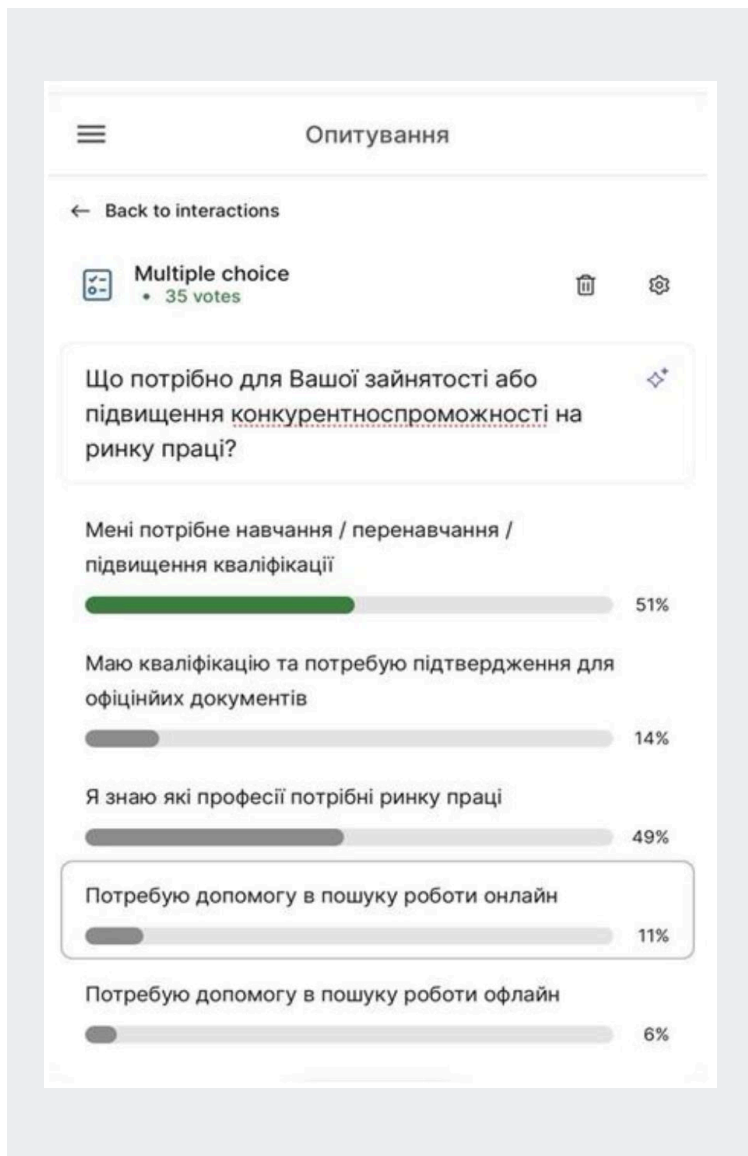 Опитування
← Back to interactions
Multiple choice
• 35 votes
Що потрібно для Вашої зайнятості або
підвищення конкурентноспроможності на
ринку праці?
Мені потрібне навчання / перенавчання /
підвищення кваліфікації
51%
Маю кваліфікацію та потребую підтвердження для
офіцінйих документів
14%
Я знаю які професії потрібні ринку праці
49%
Потребую допомогу в пошуку роботи онлайн
11%
Потребую допомогу в пошуку роботи офлайн
6%